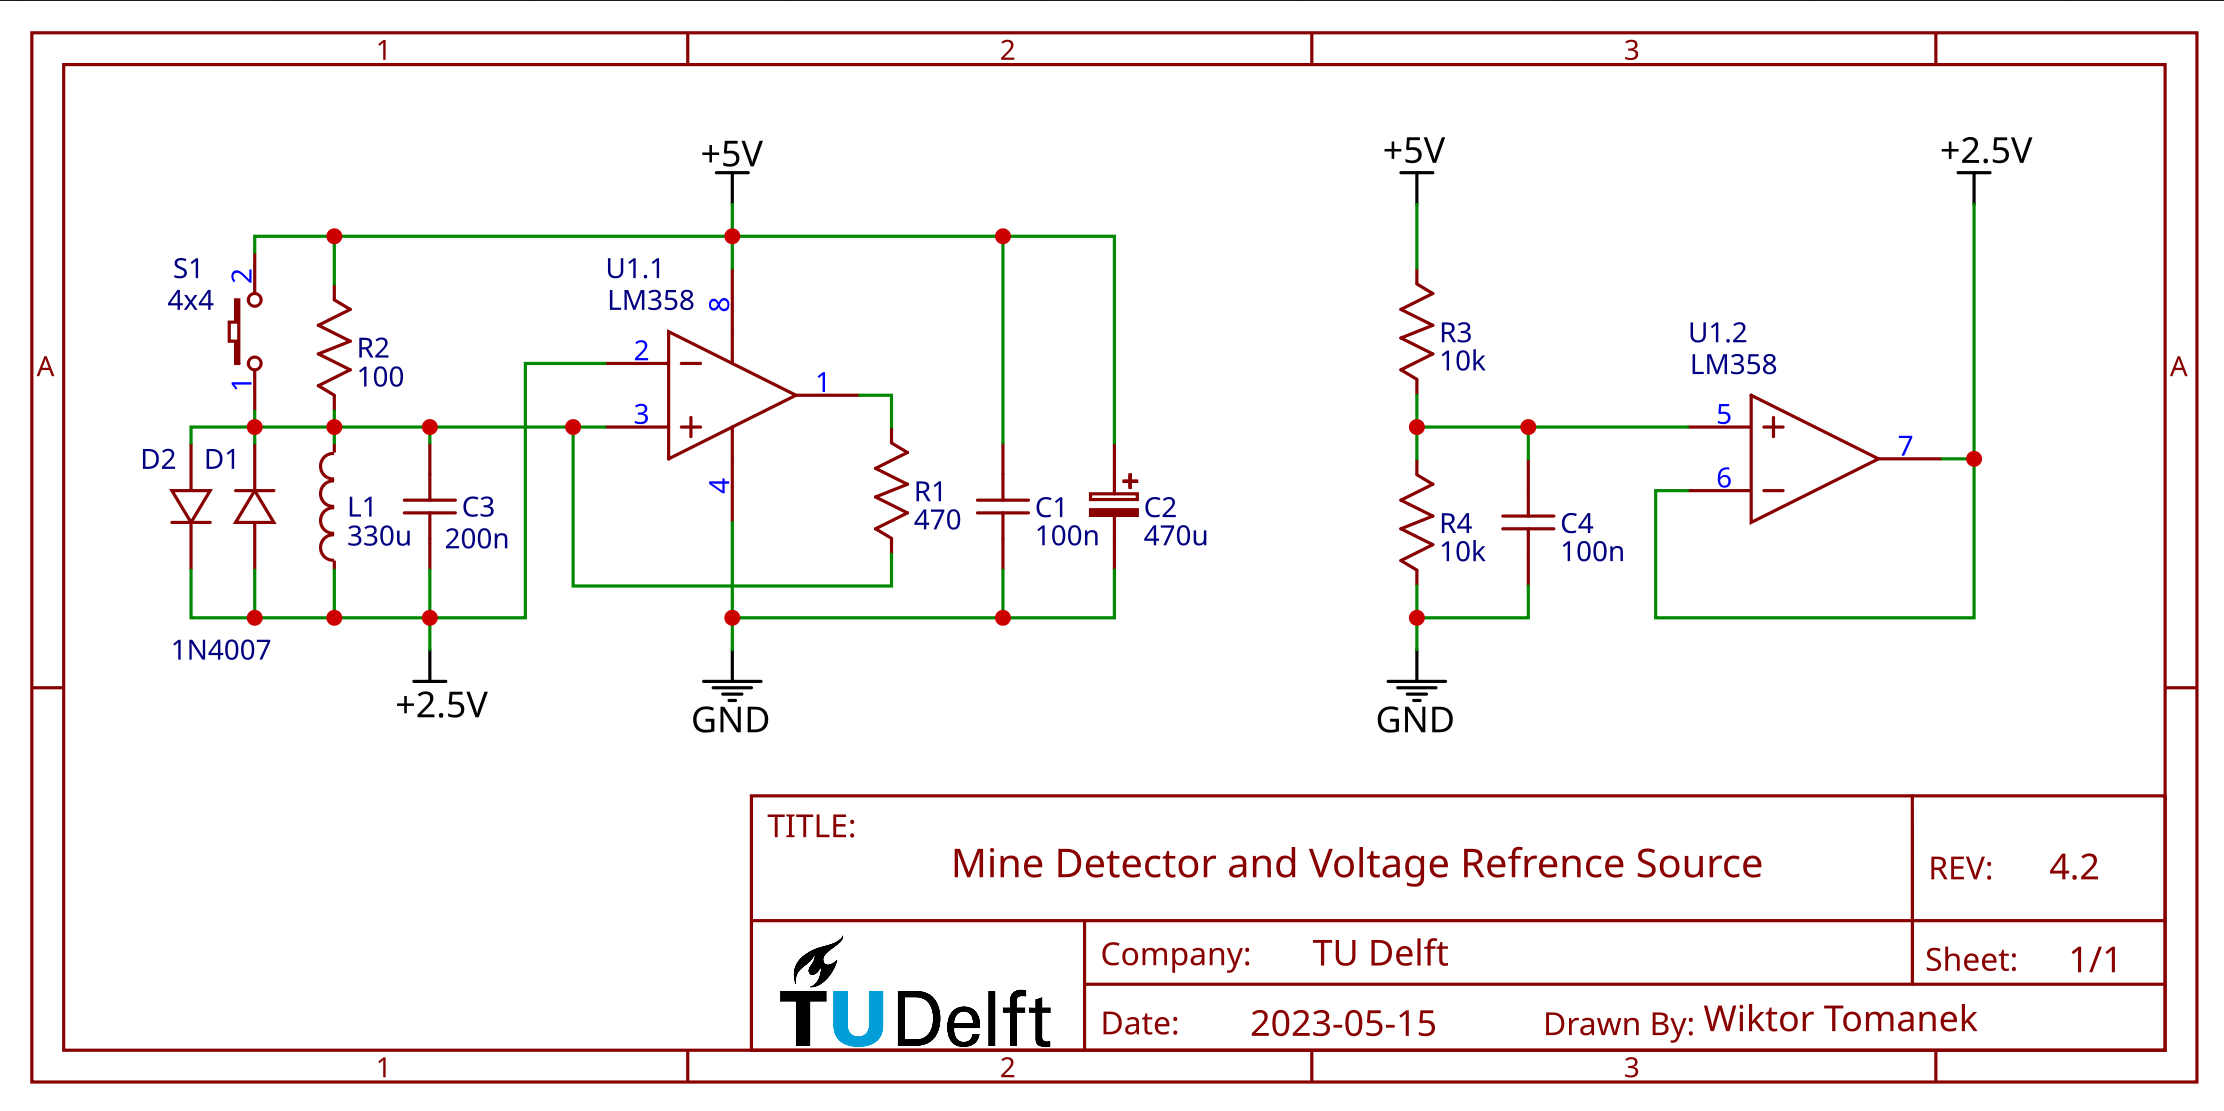 1
2
3
A
A
+5V
+5V
+2.5V
S1
4x4
2
1
R2
100
U1.1
LM358
8
2
3
1
4
D2
D1
1N4007
L1
330u
C3
200n
+2.5V
R1
470
C1
100n
C2
470u
+
GND
R3
10k
R4
10k
C4
100n
GND
U1.2
LM358
5
6
7
TITLE:
Mine Detector and Voltage Refrence Source
REV: 4.2
TU Delft
Company: TU Delft
Sheet: 1/1
Date: 2023-05-15 Drawn By: Wiktor Tomanek
1
2
3